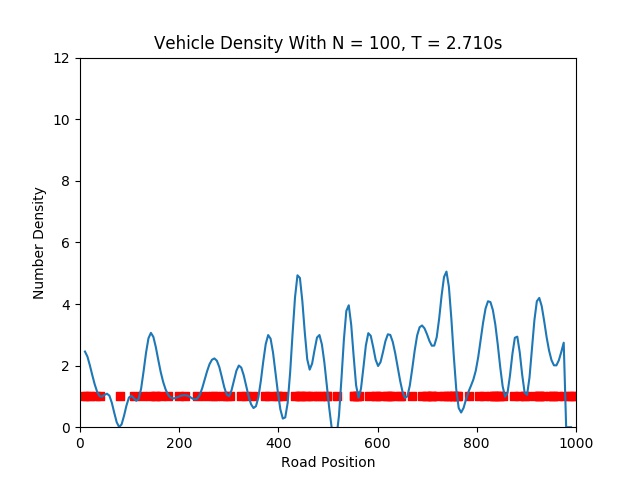 Vehicle Density With N = 100, T = 2.710s
12
10
8
6
4
2
0
Number Density
0 200 400 600 800 1000
Road Position